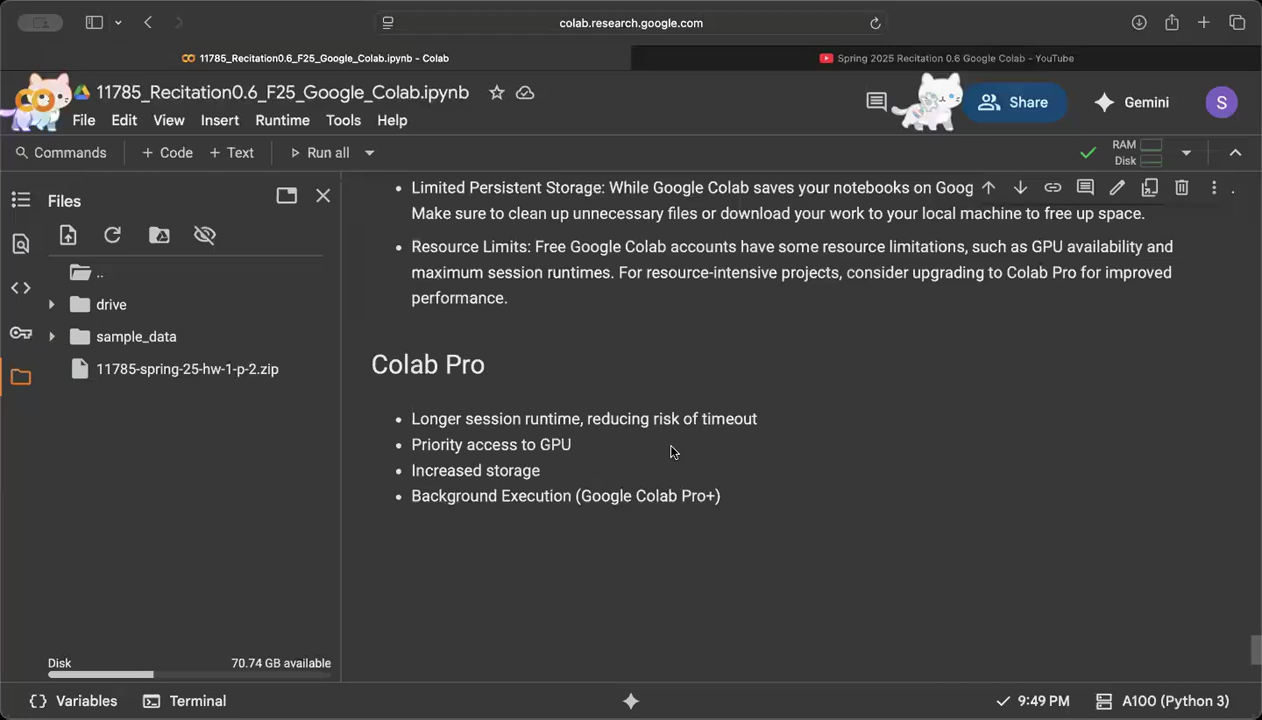 colab.research.google.com
11785_Recitation0.6_F25_Google_Colab.ipynb - Colab
Spring 2025 Recitation 0.6 Google Colab - YouTube
11785_Recitation0.6_F25_Google_Colab.ipynb
Share
Gemini
S
File Edit View Insert Runtime Tools Help
Commands + Code + Text Run all
RAM
Disk
Files
..
drive
sample_data
11785-spring-25-hw-1-p-2.zip
Disk 70.74 GB available
• Limited Persistent Storage: While Google Colab saves your notebooks on Goog
Make sure to clean up unnecessary files or download your work to your local machine to free up space.
• Resource Limits: Free Google Colab accounts have some resource limitations, such as GPU availability and
maximum session runtimes. For resource-intensive projects, consider upgrading to Colab Pro for improved
performance.
Colab Pro
• Longer session runtime, reducing risk of timeout
• Priority access to GPU
• Increased storage
• Background Execution (Google Colab Pro+)
{} Variables Terminal
9:49 PM A100 (Python 3)